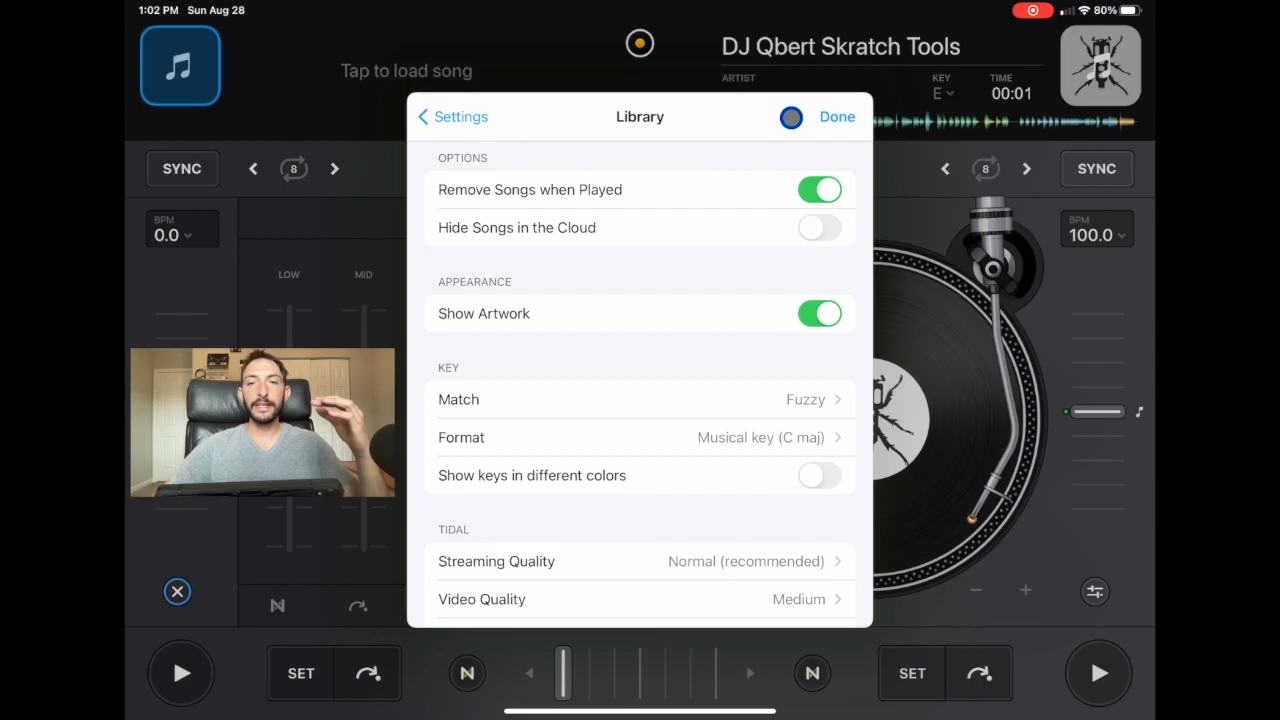 1:02 PM Sun Aug 28
80%
Tap to load song
DJ Qbert Skratch Tools
ARTIST
KEY
E
TIME
00:01
Settings
Library
Done
SYNC
8
8
SYNC
BPM
0.0
BPM
100.0
LOW
MID
OPTIONS
Remove Songs when Played
Hide Songs in the Cloud
APPEARANCE
Show Artwork
KEY
Match
Fuzzy
Format
Musical key (C maj)
Show keys in different colors
TIDAL
Streaming Quality
Normal (recommended)
Video Quality
Medium
SET
SET